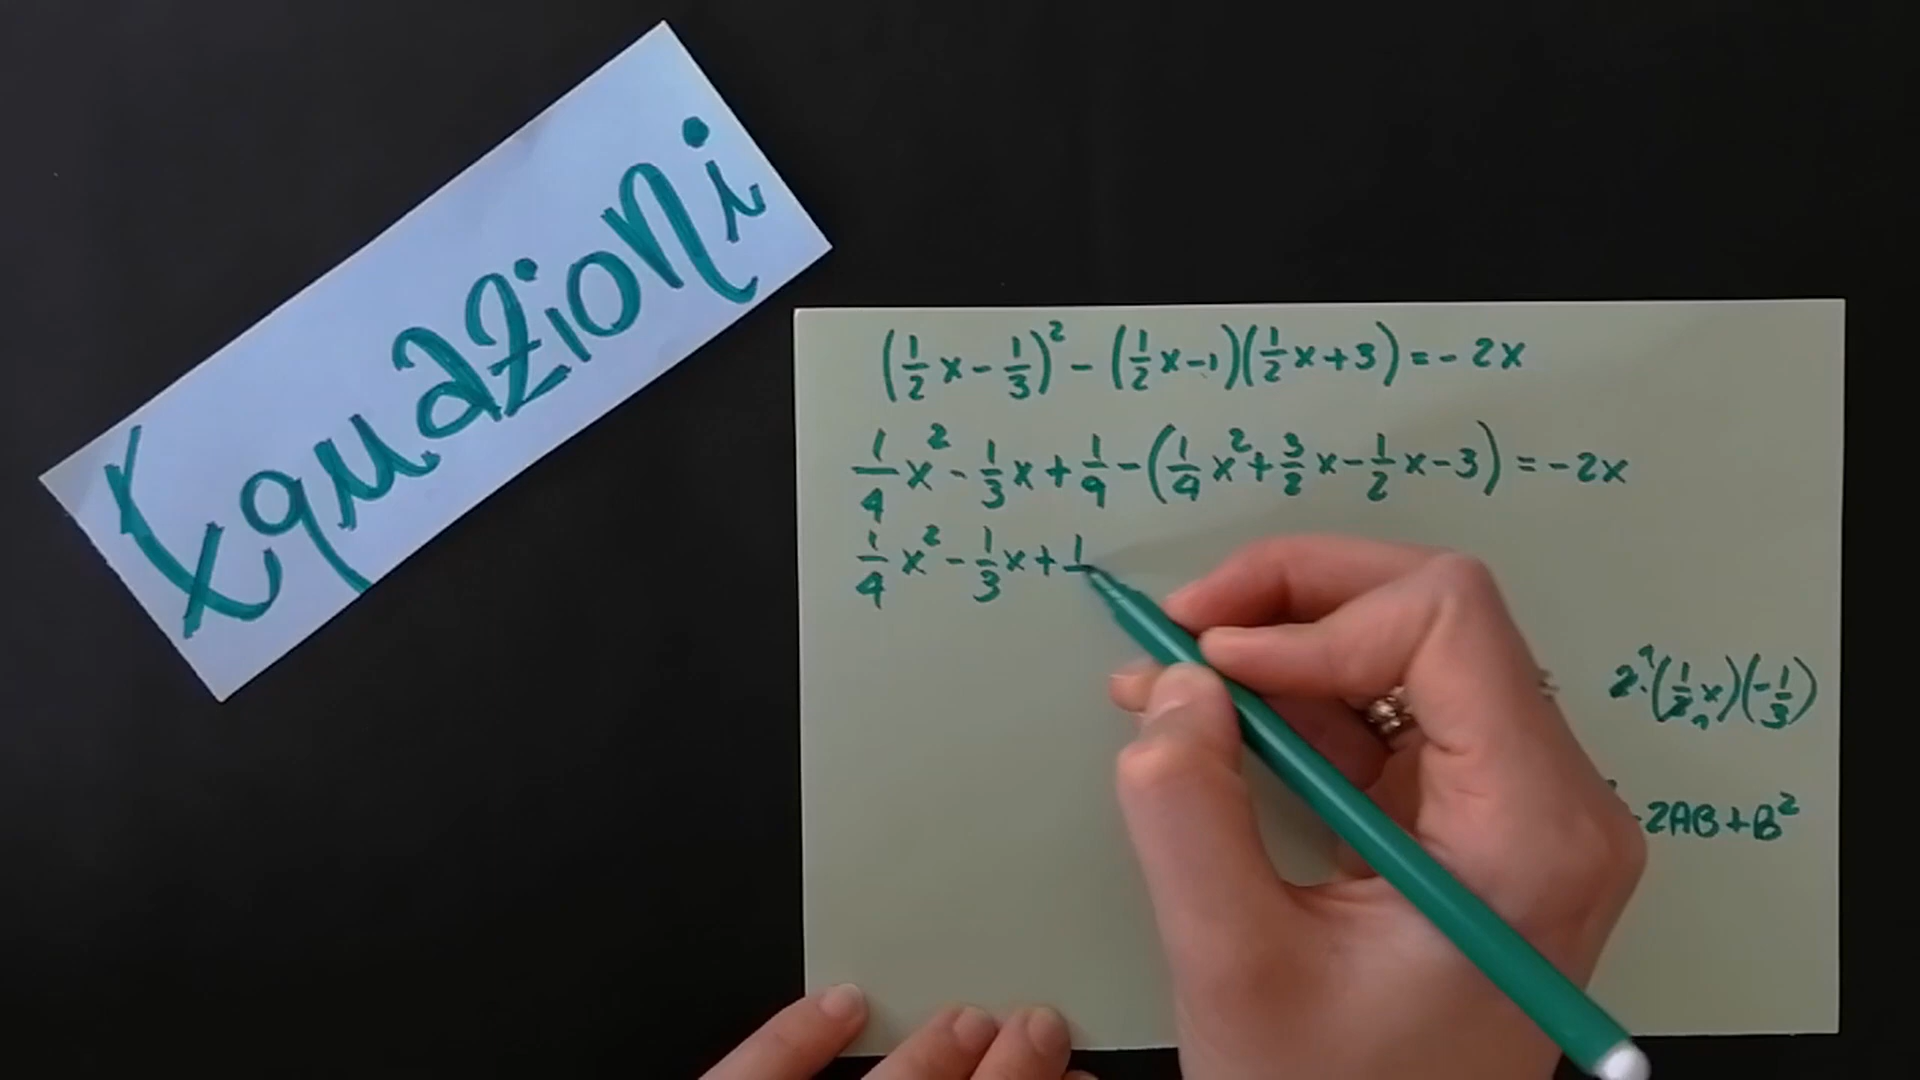 Equazioni
(1/2 x - 1/3)² - (1/2 x - 1)(1/2 x + 3) = - 2x
1/4 x² - 1/3 x + 1/9 - (1/4 x² + 3/2 x - 1/2 x - 3) = - 2x
1/4 x² - 1/3 x + 1
2·(1/2 x)(-1/3)
- 2AB + B²